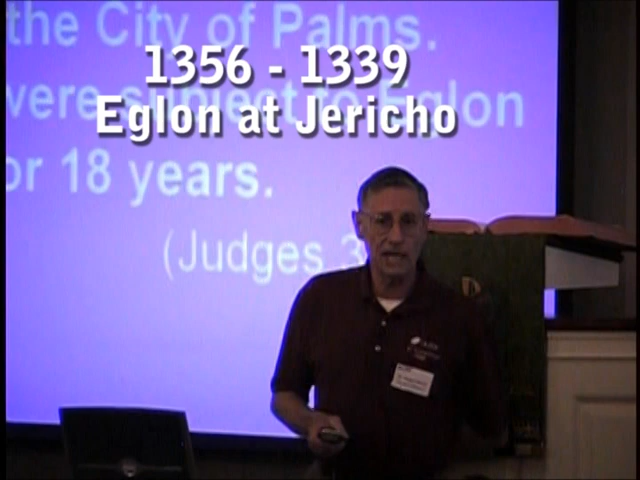 the City of Palms.
1356 - 1339
were subject to Eglon
Eglon at Jericho
or 18 years.
(Judges 3